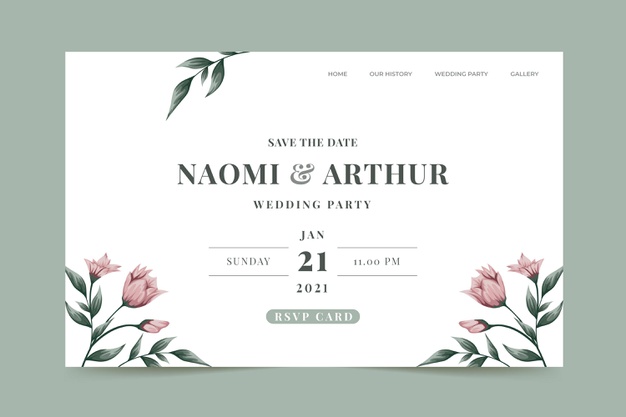 HOME OUR HISTORY WEDDING PARTY GALLERY
SAVE THE DATE
NAOMI & ARTHUR
WEDDING PARTY
JAN
SUNDAY 21 11.00 PM
2021
RSVP CARD